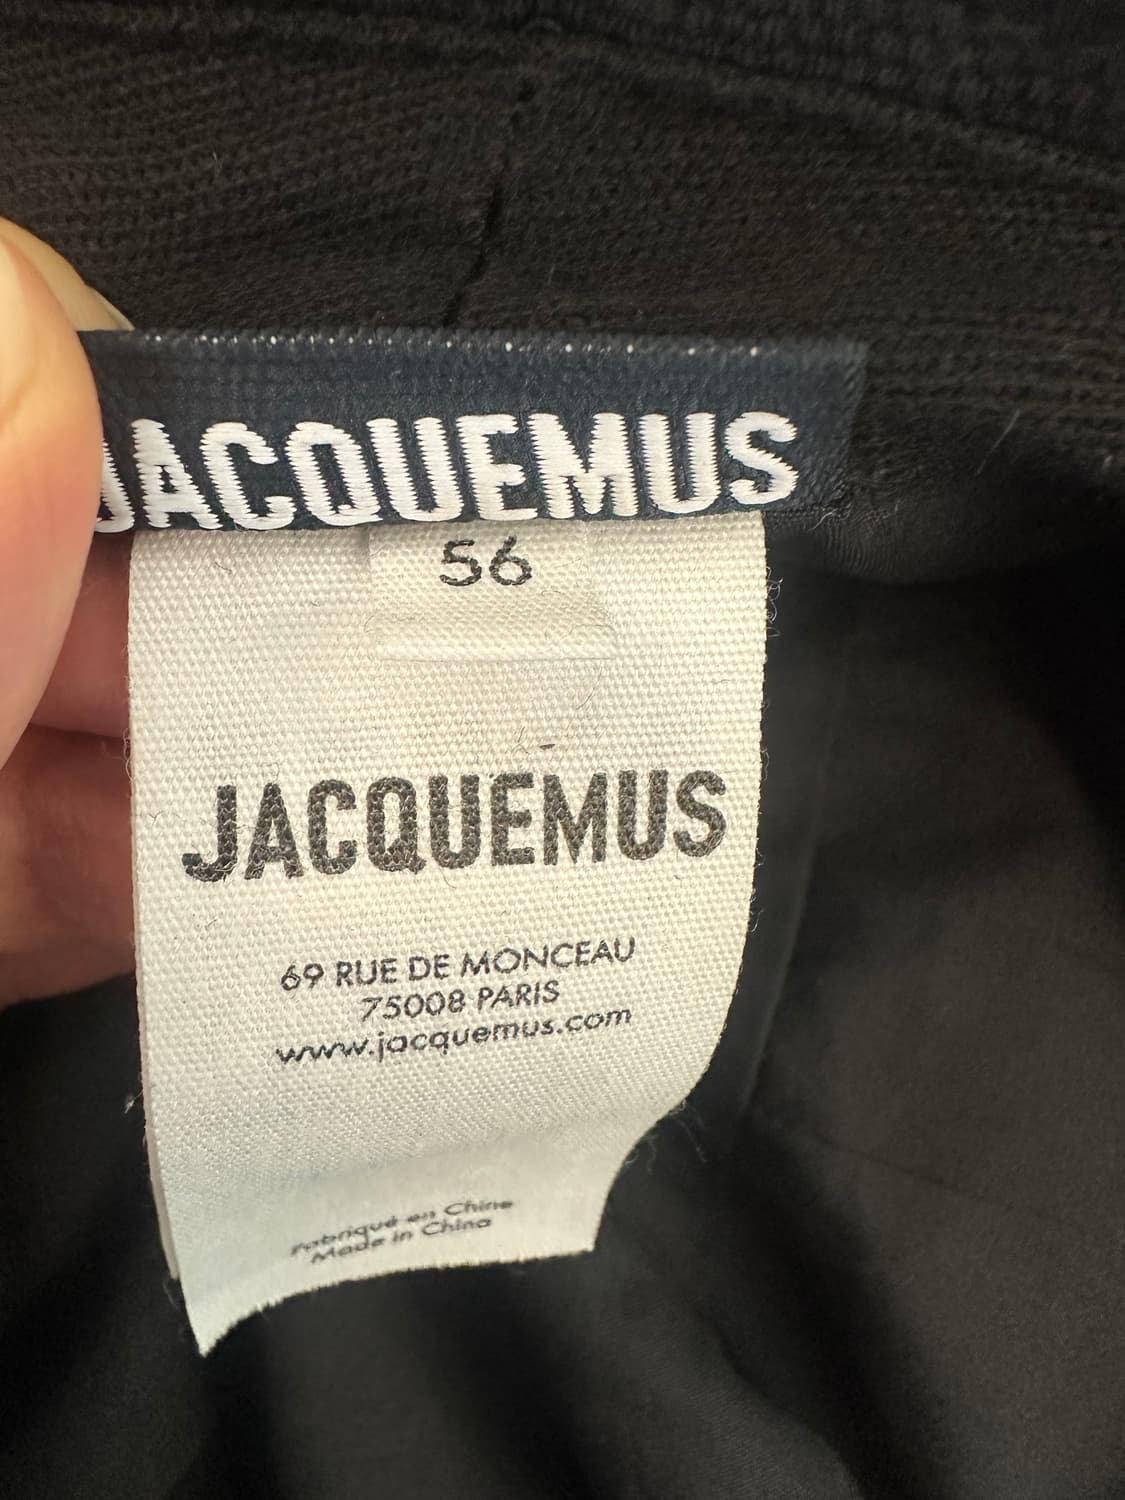 JACQUEMUS
56
JACQUEMUS
69 RUE DE MONCEAU
75008 PARIS
www.jacquemus.com
Fabriqué en Chine
Made in China